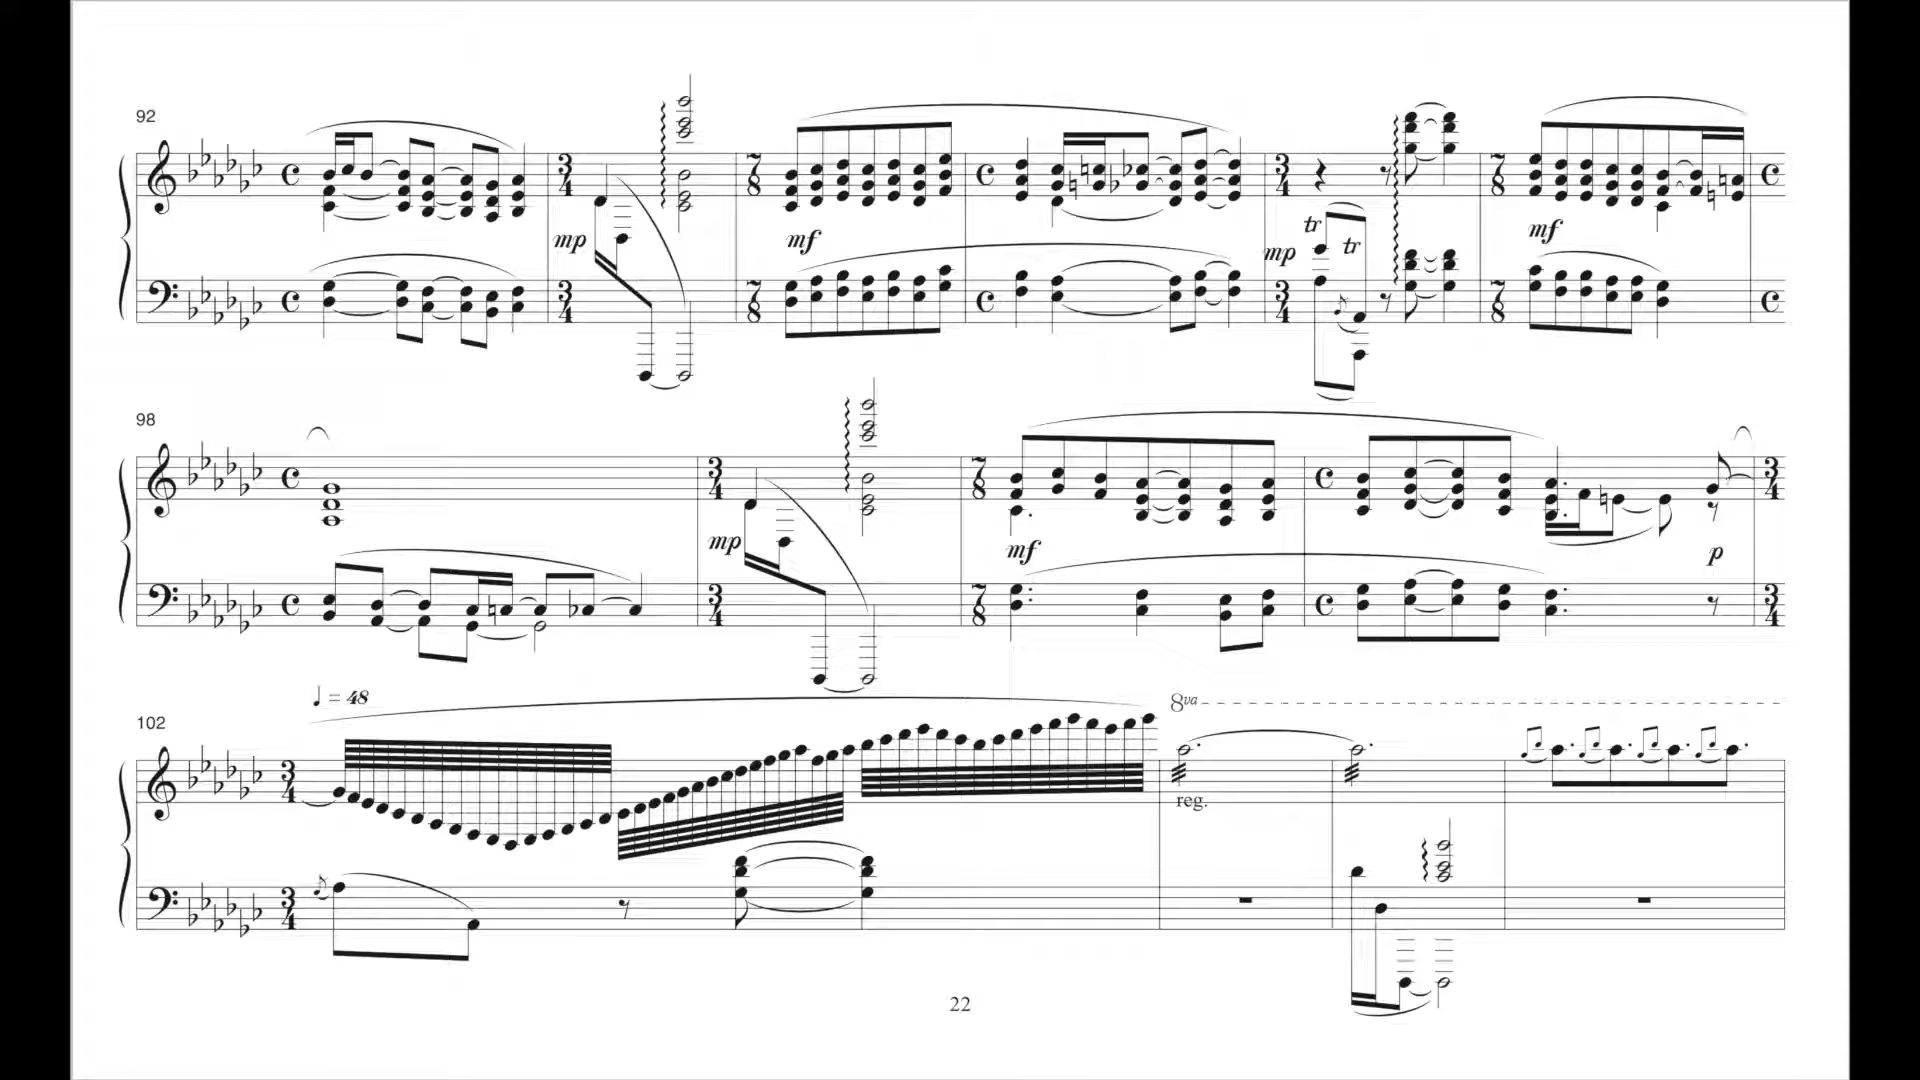 92
mp
mf
tr
tr
mp
mf
98
mp
mf
p
♩ = 48
102
8va
reg.
22